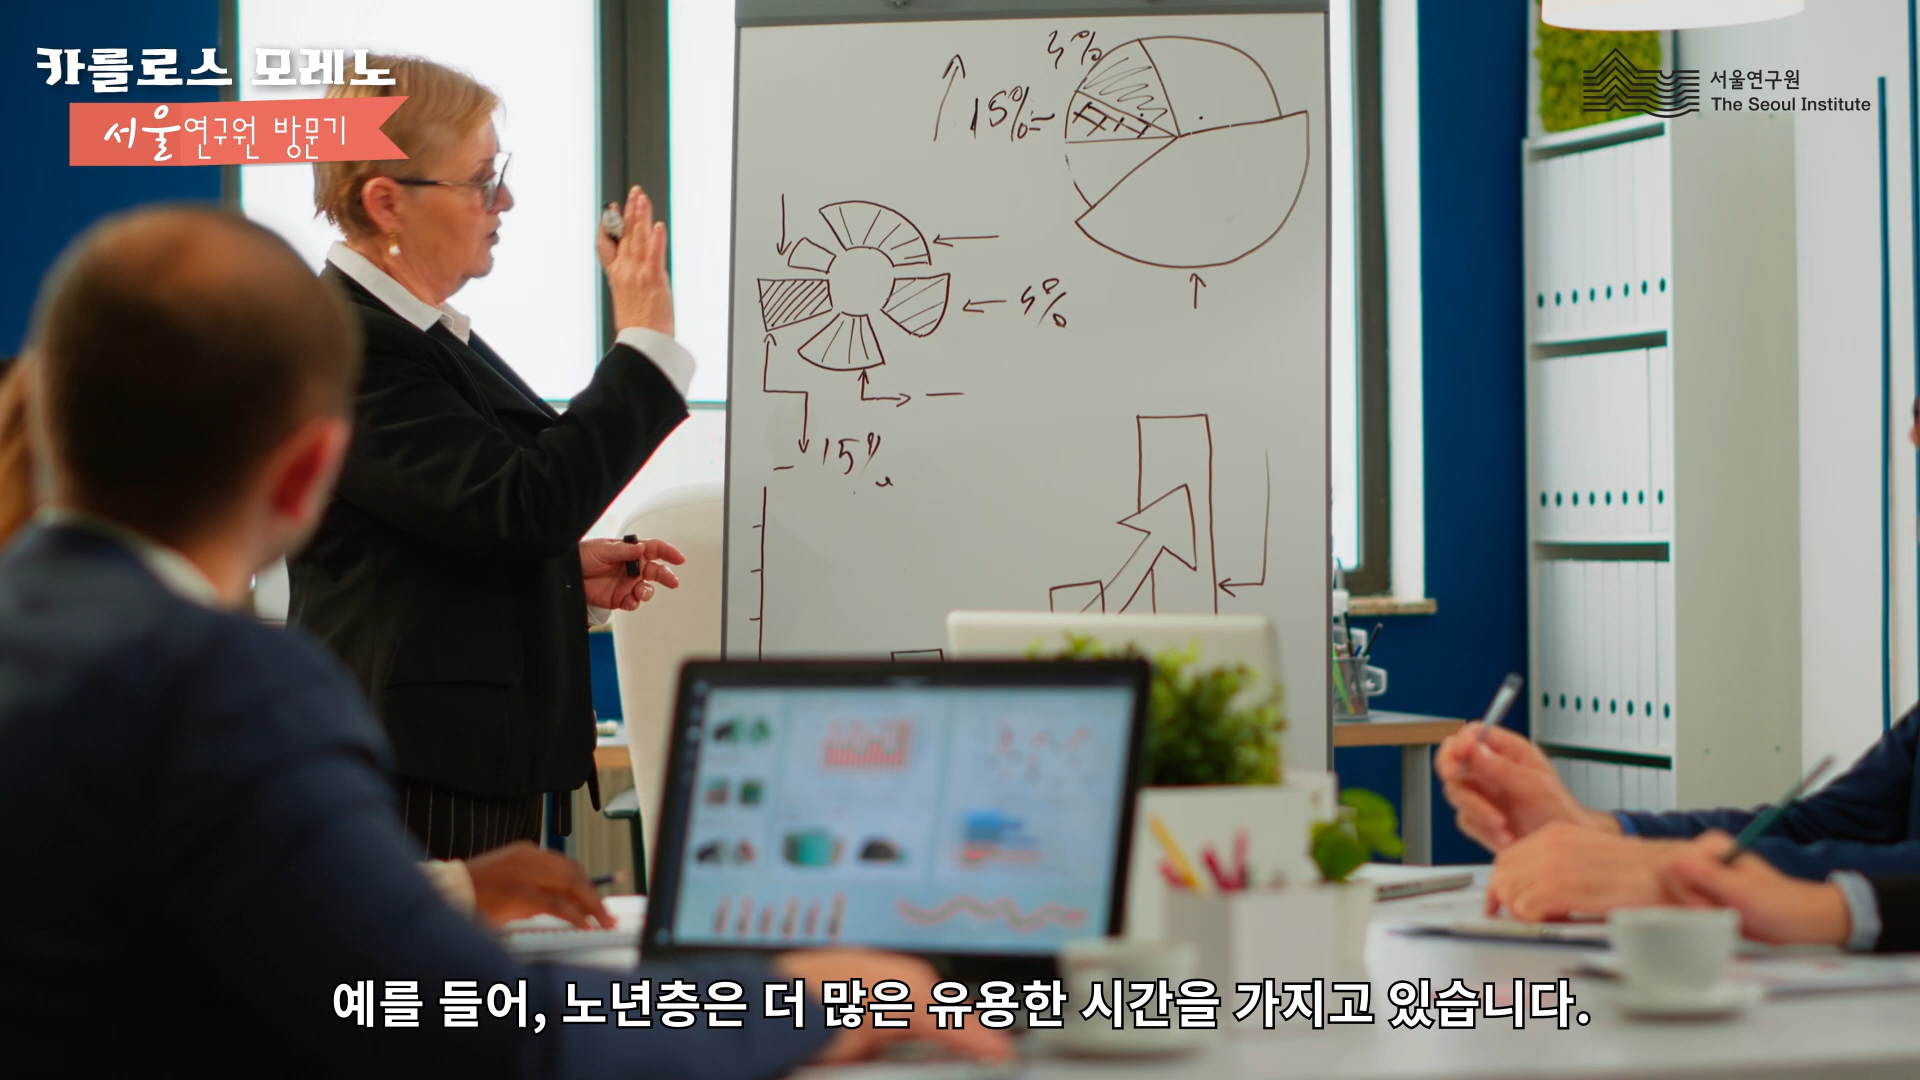 카를로스 모레노
서울연구원 방문기
서울연구원
The Seoul Institute
15%
5%
15%
예를 들어, 노년층은 더 많은 유용한 시간을 가지고 있습니다.